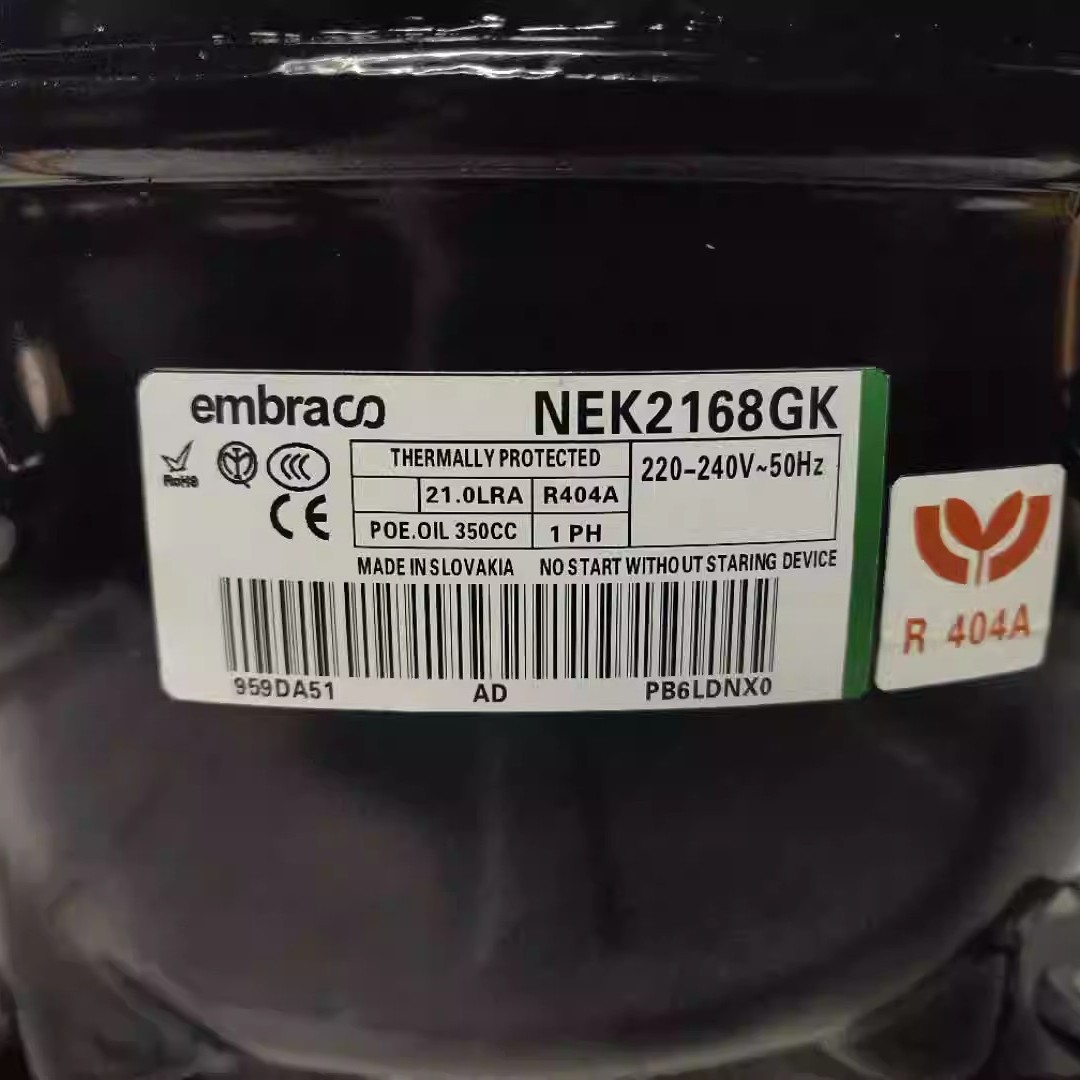 embraco
NEK2168GK
RoHS
THERMALLY PROTECTED
220-240V~50Hz
21.0LRA
R404A
CE
POE.OIL 350CC
1 PH
MADE IN SLOVAKIA
NO START WITHOUT STARING DEVICE
959DA51
AD
PB6LDNX0
R 404A